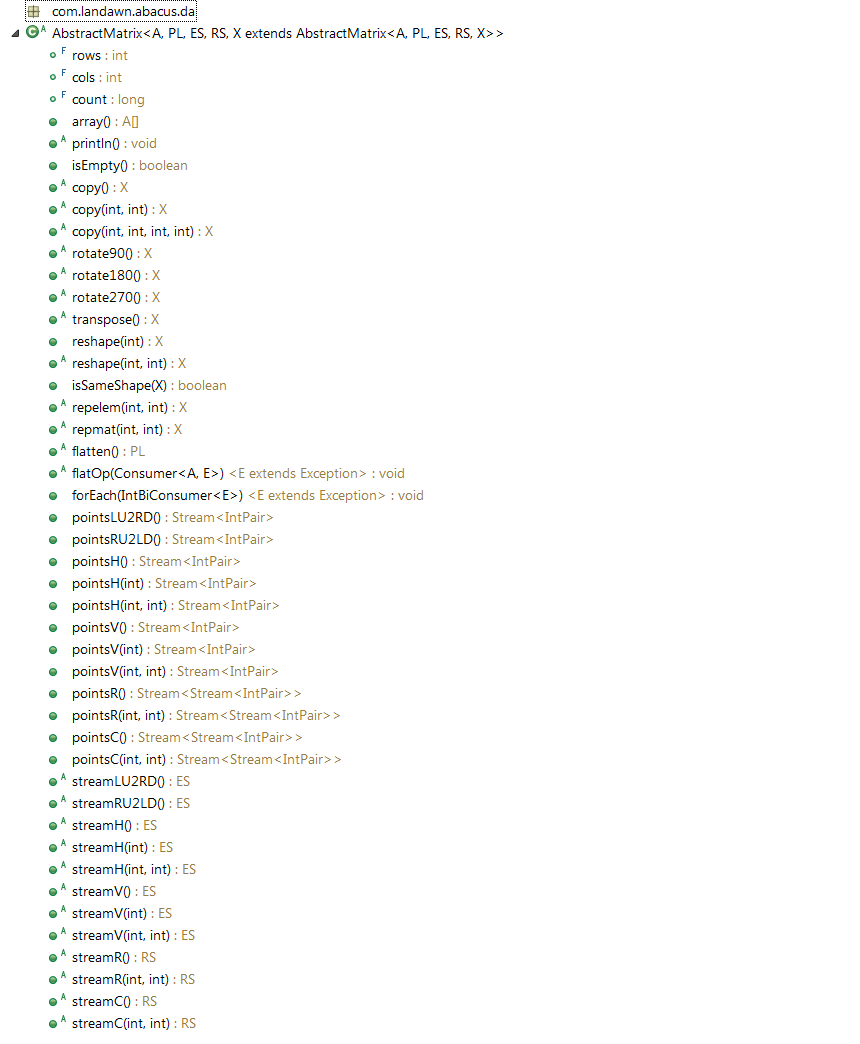 com.landawn.abacus.da
C A AbstractMatrix<A, PL, ES, RS, X extends AbstractMatrix<A, PL, ES, RS, X>>
F rows : int
F cols : int
F count : long
array() : A[]
A println() : void
isEmpty() : boolean
A copy() : X
A copy(int, int) : X
A copy(int, int, int, int) : X
A rotate90() : X
A rotate180() : X
A rotate270() : X
A transpose() : X
reshape(int) : X
A reshape(int, int) : X
isSameShape(X) : boolean
A repelem(int, int) : X
A repmat(int, int) : X
A flatten() : PL
A flatOp(Consumer<A, E>) <E extends Exception> : void
forEach(IntBiConsumer<E>) <E extends Exception> : void
pointsLU2RD() : Stream<IntPair>
pointsRU2LD() : Stream<IntPair>
pointsH() : Stream<IntPair>
pointsH(int) : Stream<IntPair>
pointsH(int, int) : Stream<IntPair>
pointsV() : Stream<IntPair>
pointsV(int) : Stream<IntPair>
pointsV(int, int) : Stream<IntPair>
pointsR() : Stream<Stream<IntPair>>
pointsR(int, int) : Stream<Stream<IntPair>>
pointsC() : Stream<Stream<IntPair>>
pointsC(int, int) : Stream<Stream<IntPair>>
A streamLU2RD() : ES
A streamRU2LD() : ES
A streamH() : ES
A streamH(int) : ES
A streamH(int, int) : ES
A streamV() : ES
A streamV(int) : ES
A streamV(int, int) : ES
A streamR() : RS
A streamR(int, int) : RS
A streamC() : RS
A streamC(int, int) : RS